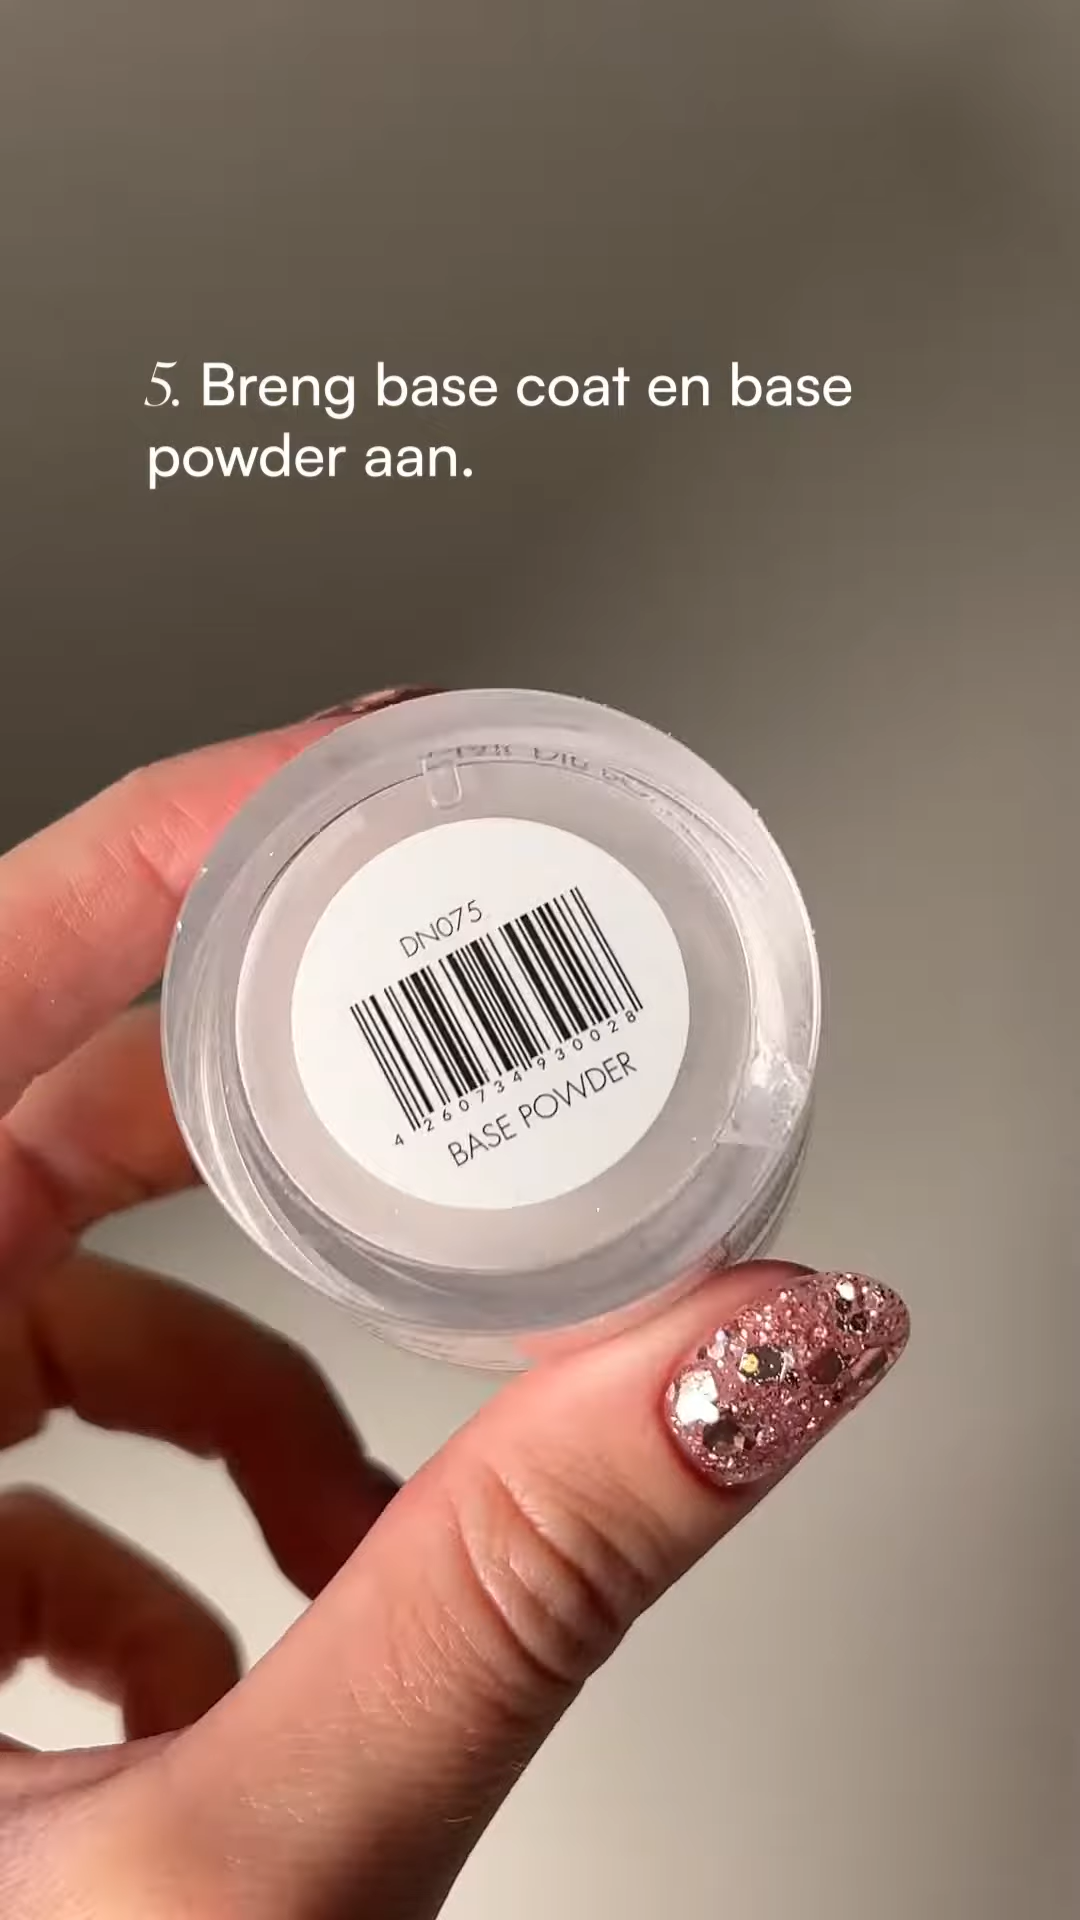 5. Breng base coat en base
powder aan.
DN075
4 260734 930028
BASE POWDER